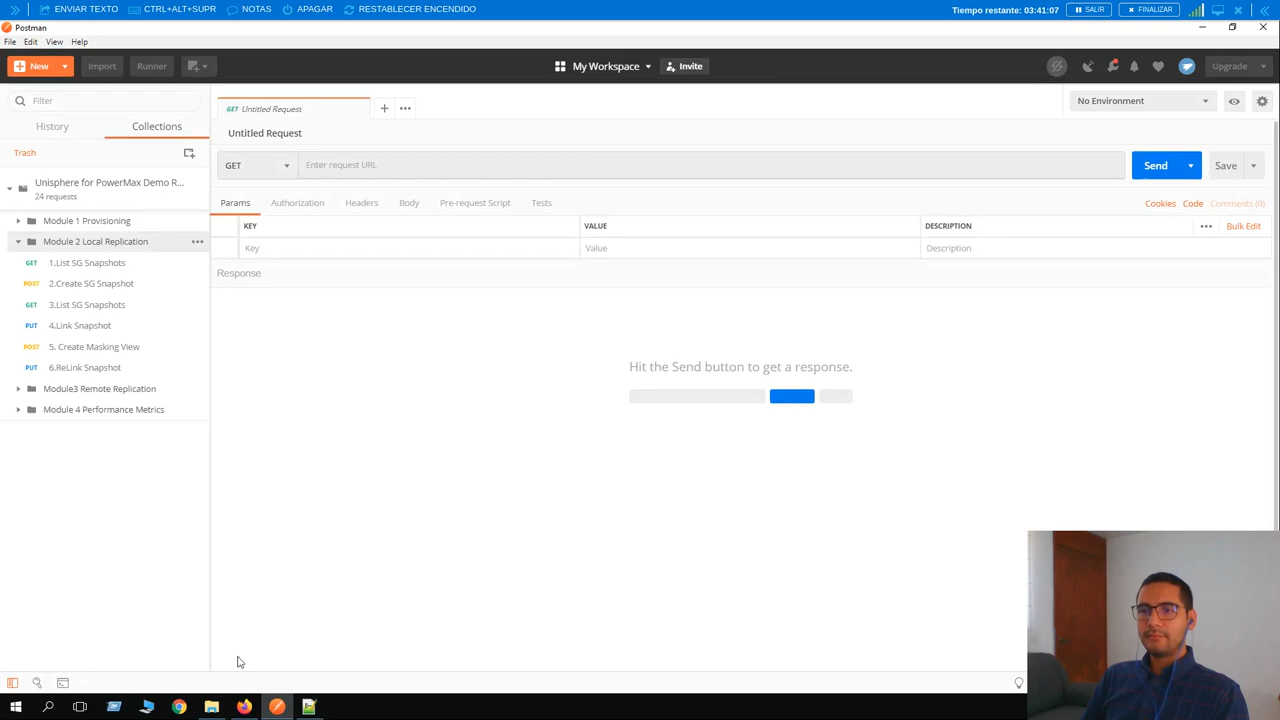 ENVIAR TEXTO CTRL+ALT+SUPR NOTAS APAGAR RESTABLECER ENCENDIDO Tiempo restante: 03:41:07 SALIR FINALIZAR
Postman
File Edit View Help
New Import Runner My Workspace Invite Upgrade
Filter
GET Untitled Request No Environment
History Collections
Untitled Request
Trash
GET Enter request URL Send Save
Unisphere for PowerMax Demo R...
24 requests
Params Authorization Headers Body Pre-request Script Tests Cookies Code Comments (0)
Module 1 Provisioning
KEY VALUE DESCRIPTION Bulk Edit
Module 2 Local Replication
Key Value Description
GET 1.List SG Snapshots
Response
POST 2.Create SG Snapshot
GET 3.List SG Snapshots
PUT 4.Link Snapshot
POST 5. Create Masking View
PUT 6.ReLink Snapshot
Hit the Send button to get a response.
Module3 Remote Replication
Module 4 Performance Metrics